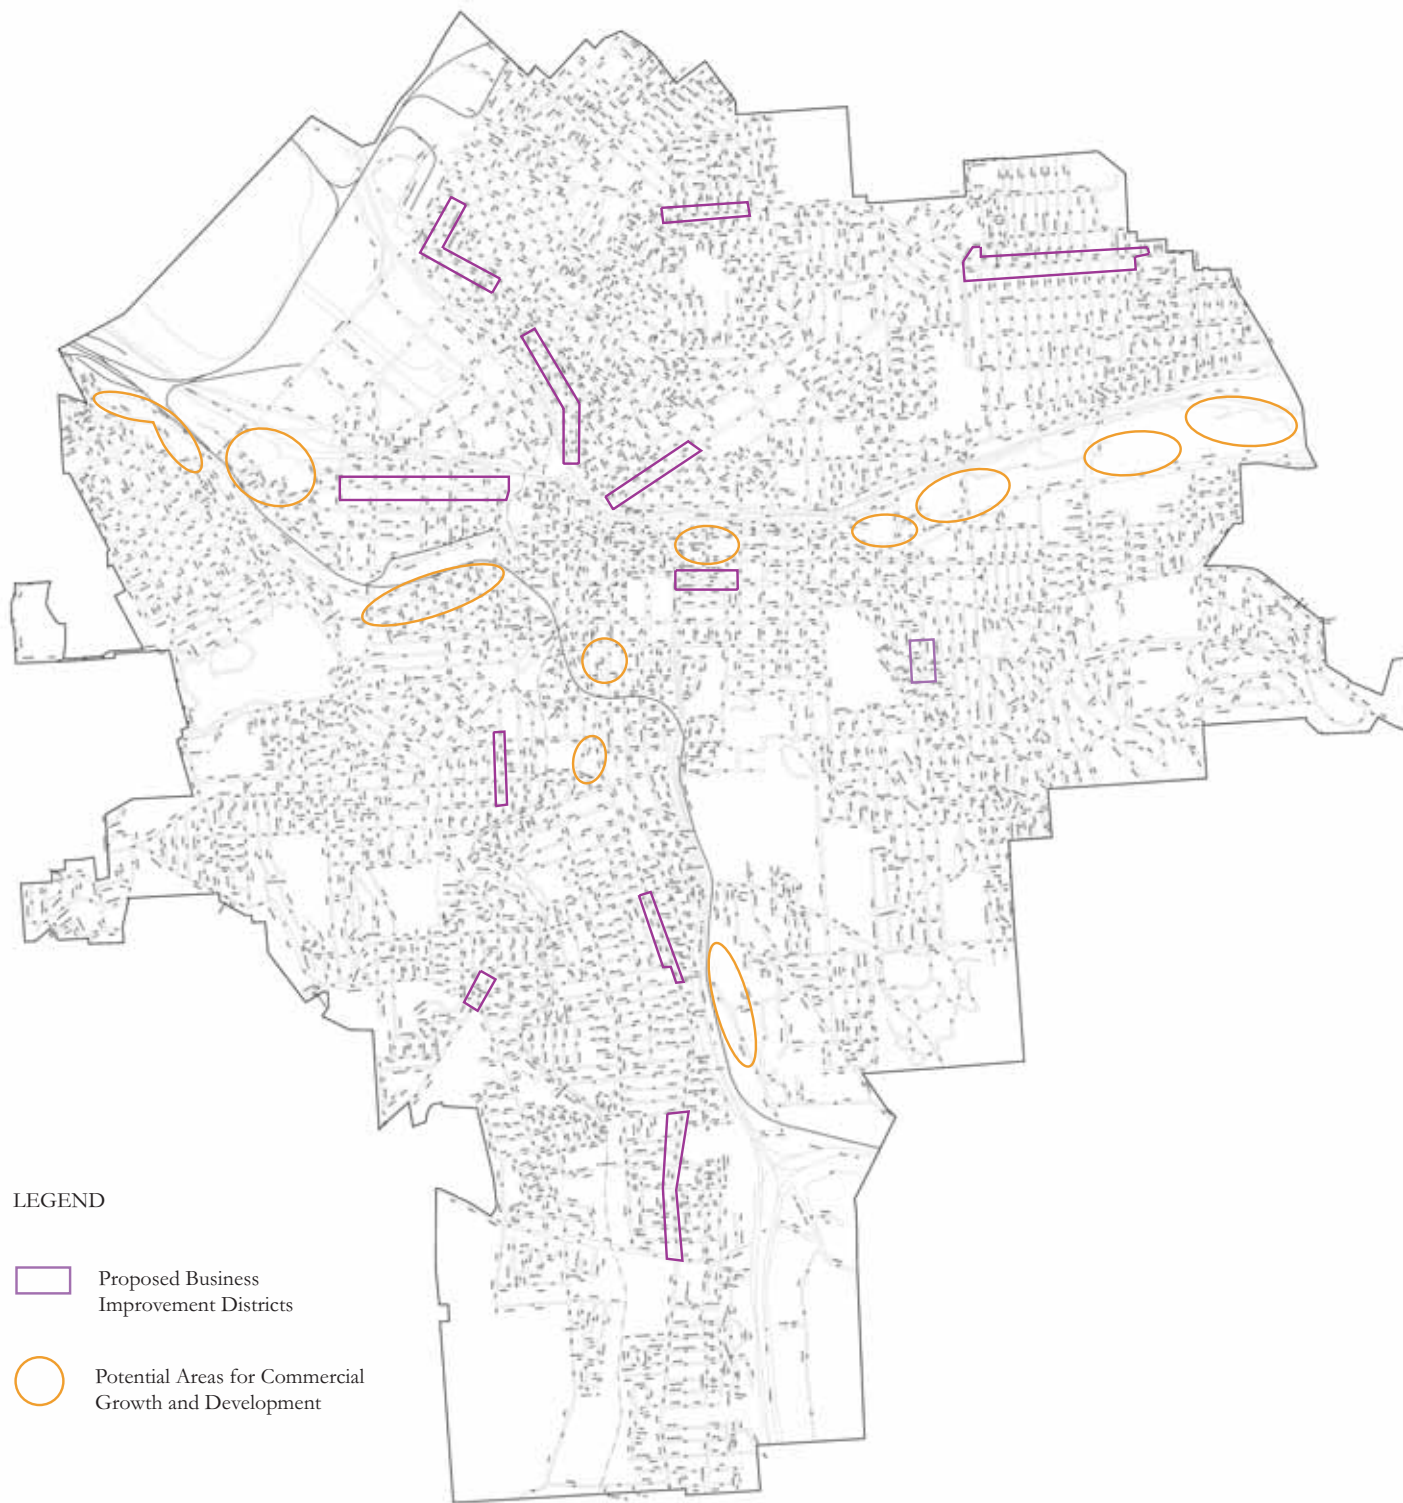 LEGEND
Proposed Business
Improvement Districts
Potential Areas for Commercial
Growth and Development